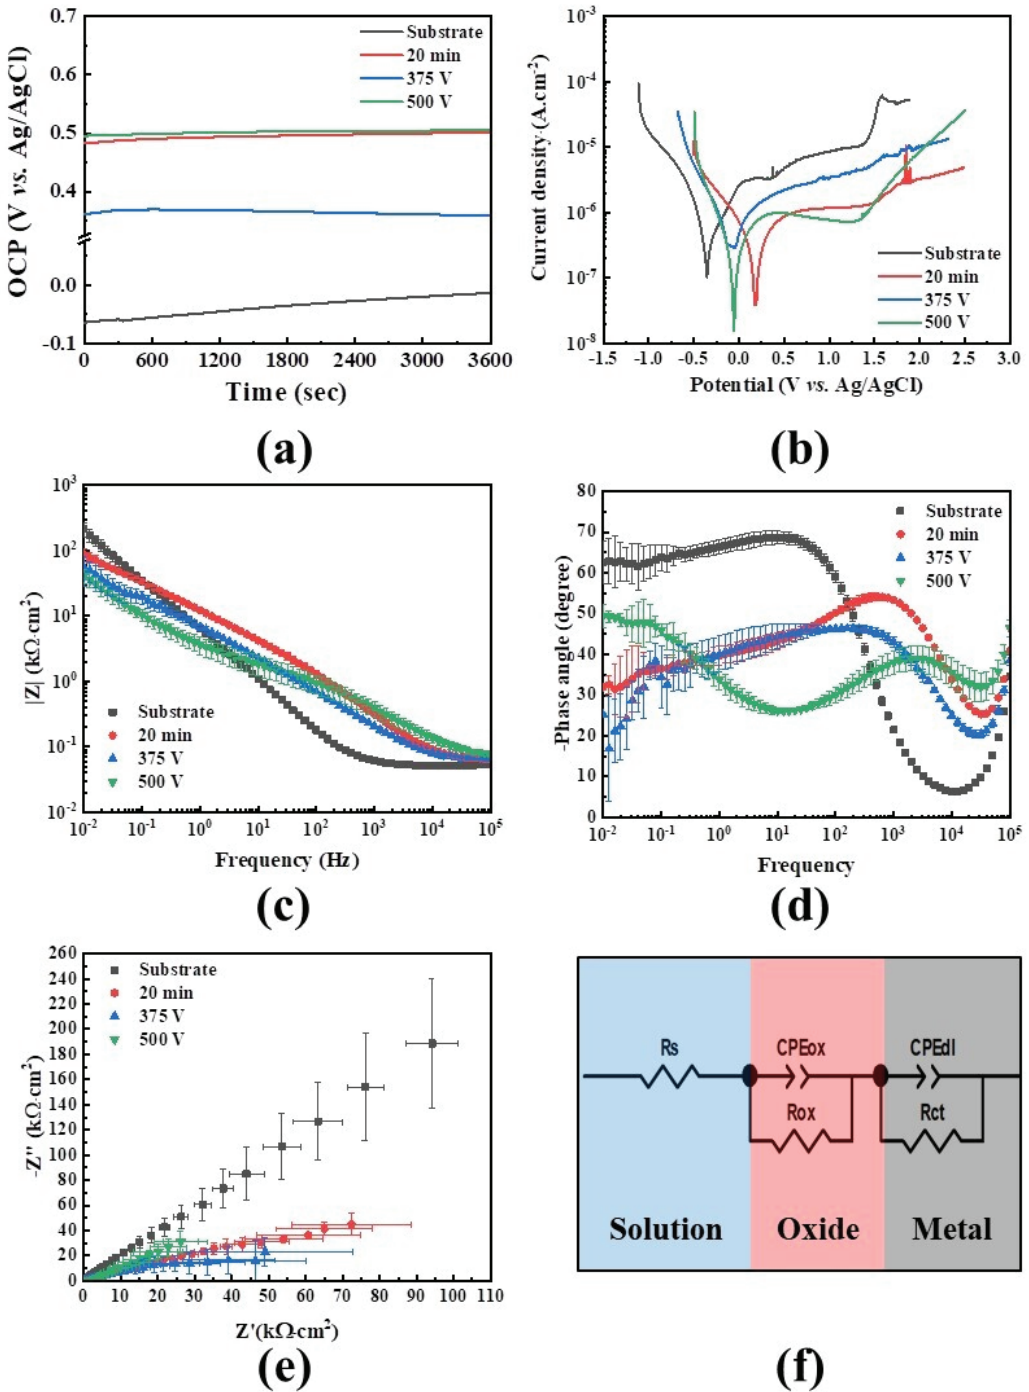 0.7
0.6
0.5
0.4
0.0
-0.1
0 600 1200 1800 2400 3000 3600
OCP (V vs. Ag/AgCl)
Time (sec)
Substrate
20 min
375 V
500 V
(a)
10-3
10-4
10-5
10-6
10-7
10-8
-1.5 -1.0 -0.5 0.0 0.5 1.0 1.5 2.0 2.5 3.0
Current density (A.cm-2)
Potential (V vs. Ag/AgCl)
Substrate
20 min
375 V
500 V
(b)
103
102
101
100
10-1
10-2
10-2 10-1 100 101 102 103 104 105
|Z| (kΩ·cm2)
Frequency (Hz)
Substrate
20 min
375 V
500 V
(c)
80
70
60
50
40
30
20
10
0
10-2 10-1 100 101 102 103 104 105
-Phase angle (degree)
Frequency
Substrate
20 min
375 V
500 V
(d)
260
240
220
200
180
160
140
120
100
80
60
40
20
0
0 10 20 30 40 50 60 70 80 90 100 110
-Z'' (kΩ·cm2)
Z'(kΩ·cm2)
Substrate
20 min
375 V
500 V
(e)
Rs
CPEox
CPEdl
Rox
Rct
Solution
Oxide
Metal
(f)